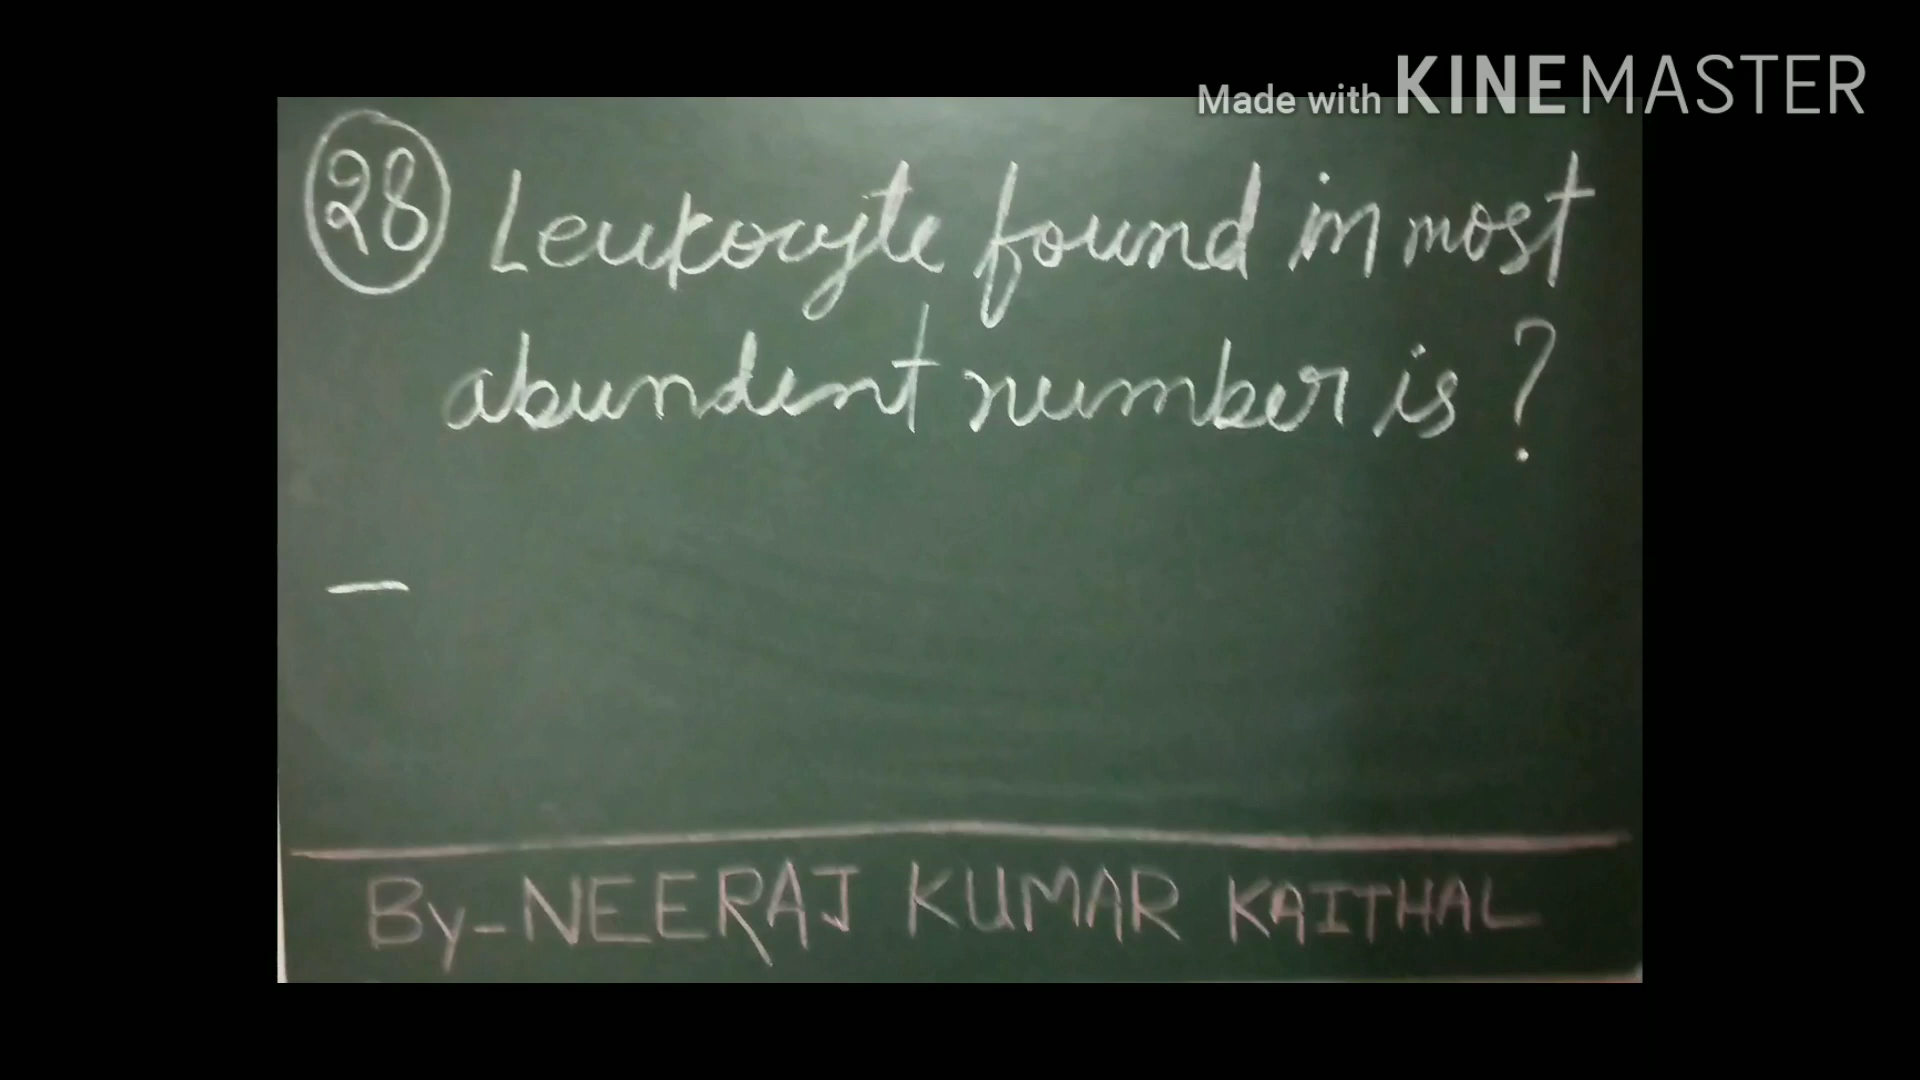 Made with KINEMASTER
28 Leukocyte found in most
abundent number is ?
—
By-NEERAJ KUMAR KAITHAL